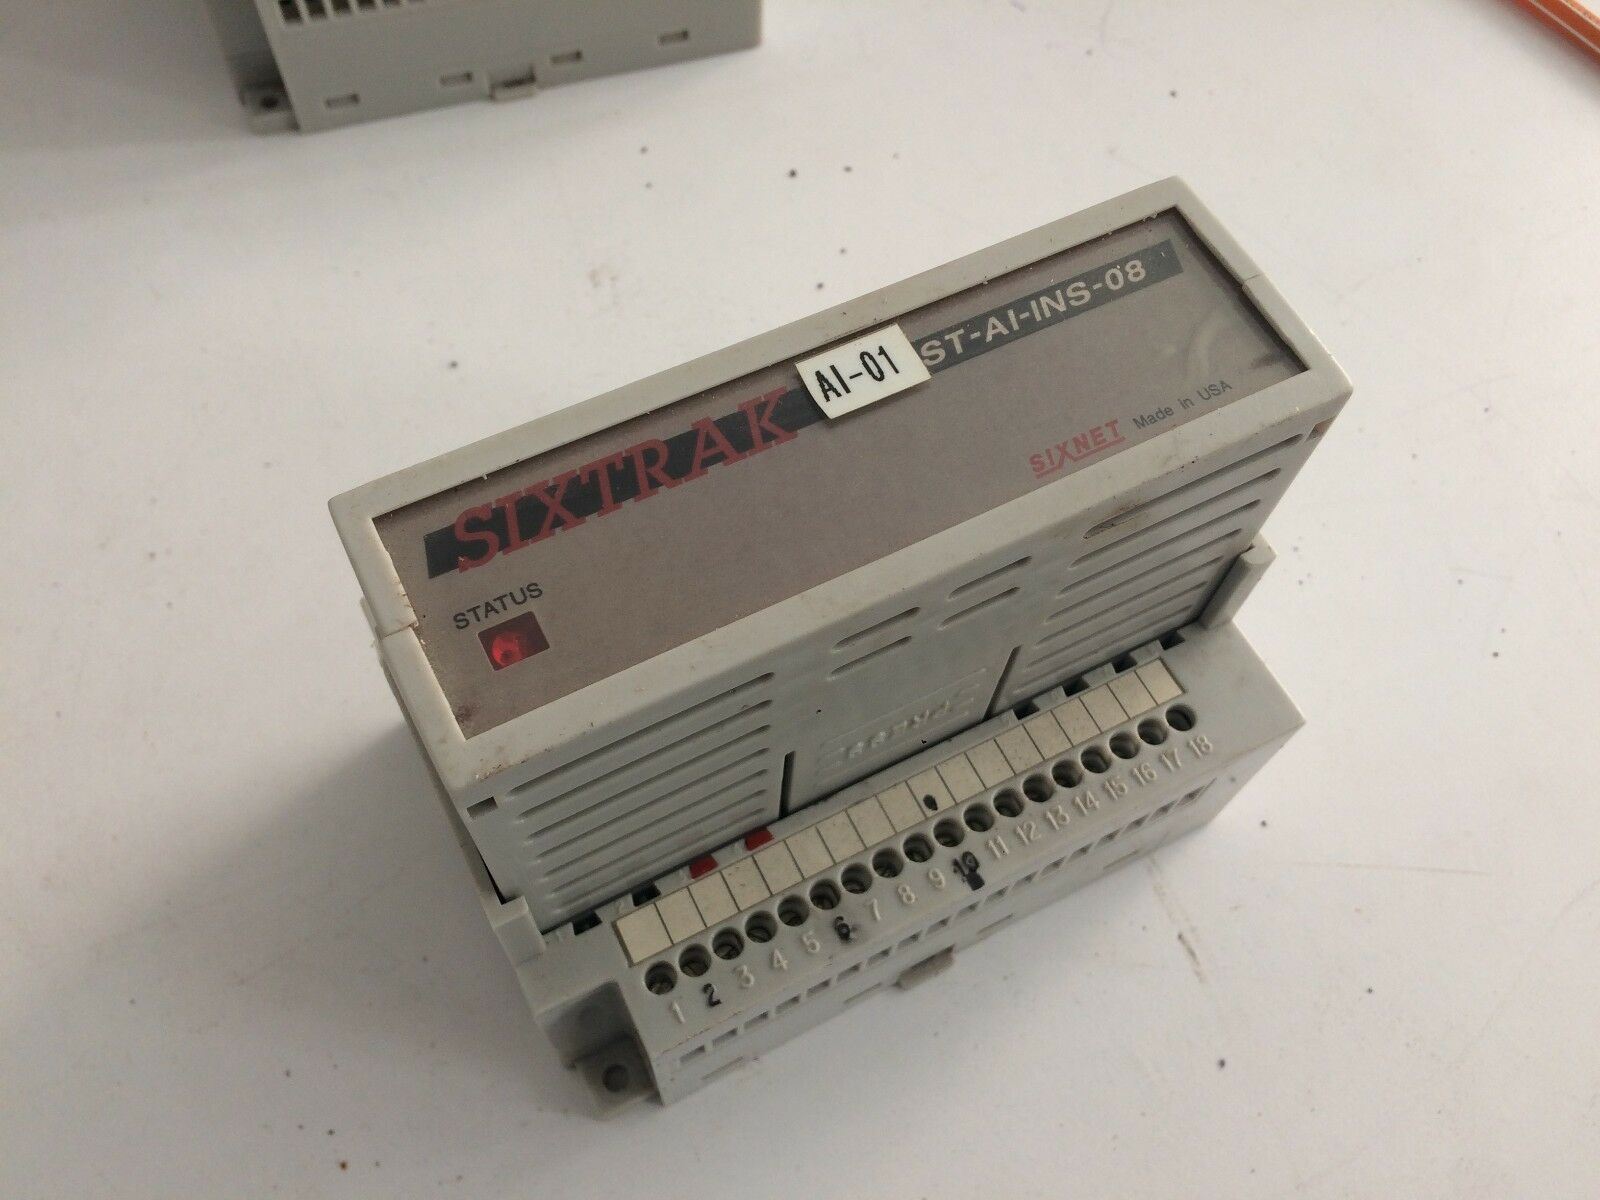 SIXTRAK AI-01 ST-AI-INS-08
SIXNET Made in USA
STATUS
1 2 3 4 5 6 7 8 9 10 11 12 13 14 15 16 17 18